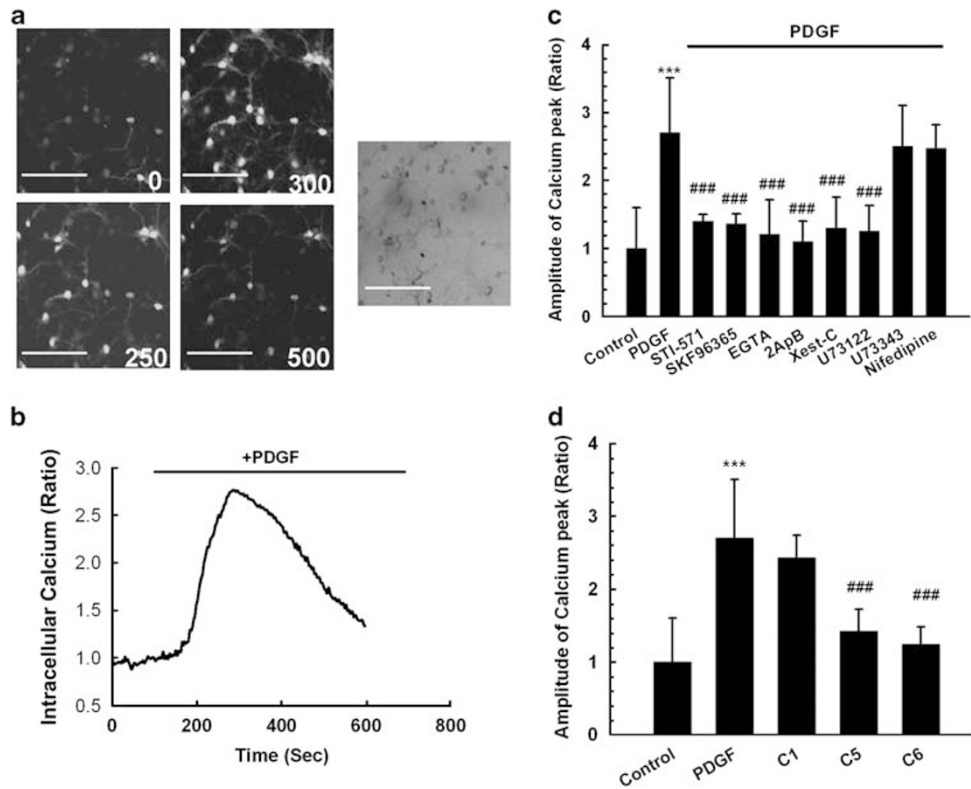 a
0
300
250
500
b
+PDGF
Intracellular Calcium (Ratio)
3.0
2.5
2.0
1.5
1.0
0.5
0
200
400
600
800
Time (Sec)
c
PDGF
Amplitude of Calcium peak (Ratio)
4
3
2
1
0
***
###
###
###
###
###
###
Control
PDGF
STI-571
SKF96365
EGTA
2ApB
Xest-C
U73122
U73343
Nifedipine
d
Amplitude of Calcium peak (Ratio)
4
3
2
1
0
***
###
###
Control
PDGF
C1
C5
C6